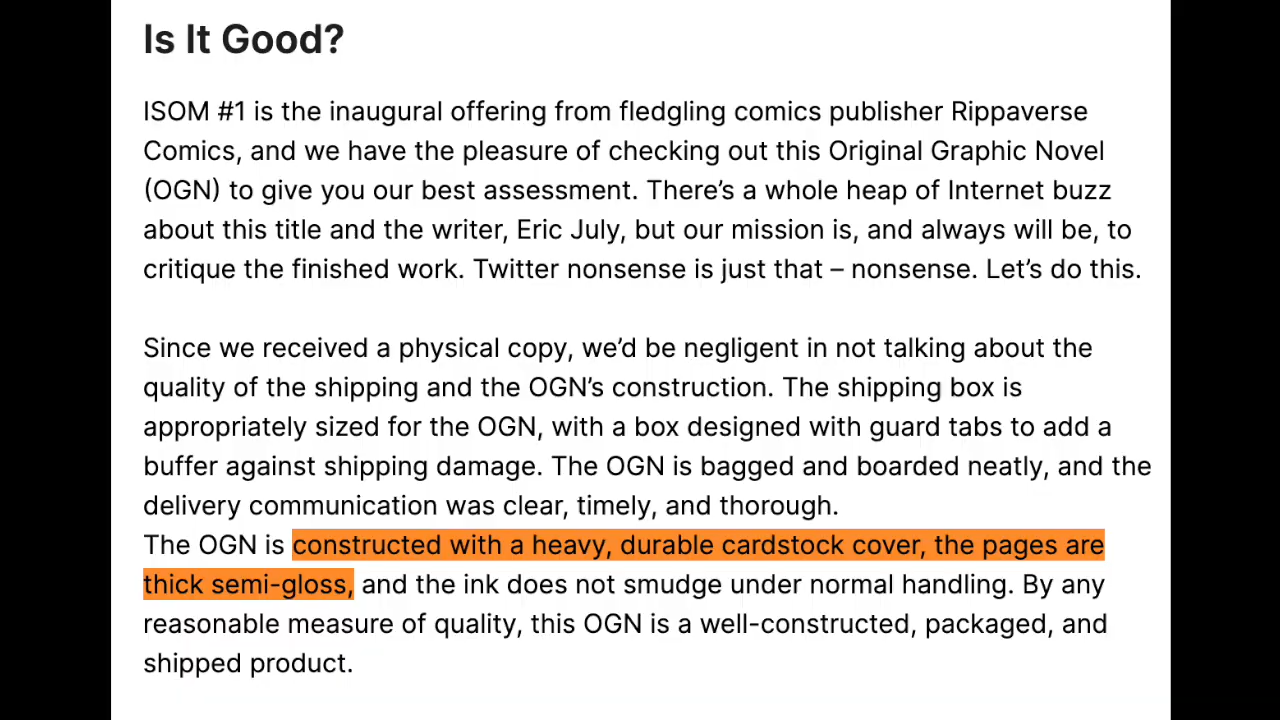 Is It Good?
ISOM #1 is the inaugural offering from fledgling comics publisher Rippaverse
Comics, and we have the pleasure of checking out this Original Graphic Novel
(OGN) to give you our best assessment. There’s a whole heap of Internet buzz
about this title and the writer, Eric July, but our mission is, and always will be, to
critique the finished work. Twitter nonsense is just that – nonsense. Let’s do this.
Since we received a physical copy, we’d be negligent in not talking about the
quality of the shipping and the OGN’s construction. The shipping box is
appropriately sized for the OGN, with a box designed with guard tabs to add a
buffer against shipping damage. The OGN is bagged and boarded neatly, and the
delivery communication was clear, timely, and thorough.
The OGN is constructed with a heavy, durable cardstock cover, the pages are
thick semi-gloss, and the ink does not smudge under normal handling. By any
reasonable measure of quality, this OGN is a well-constructed, packaged, and
shipped product.